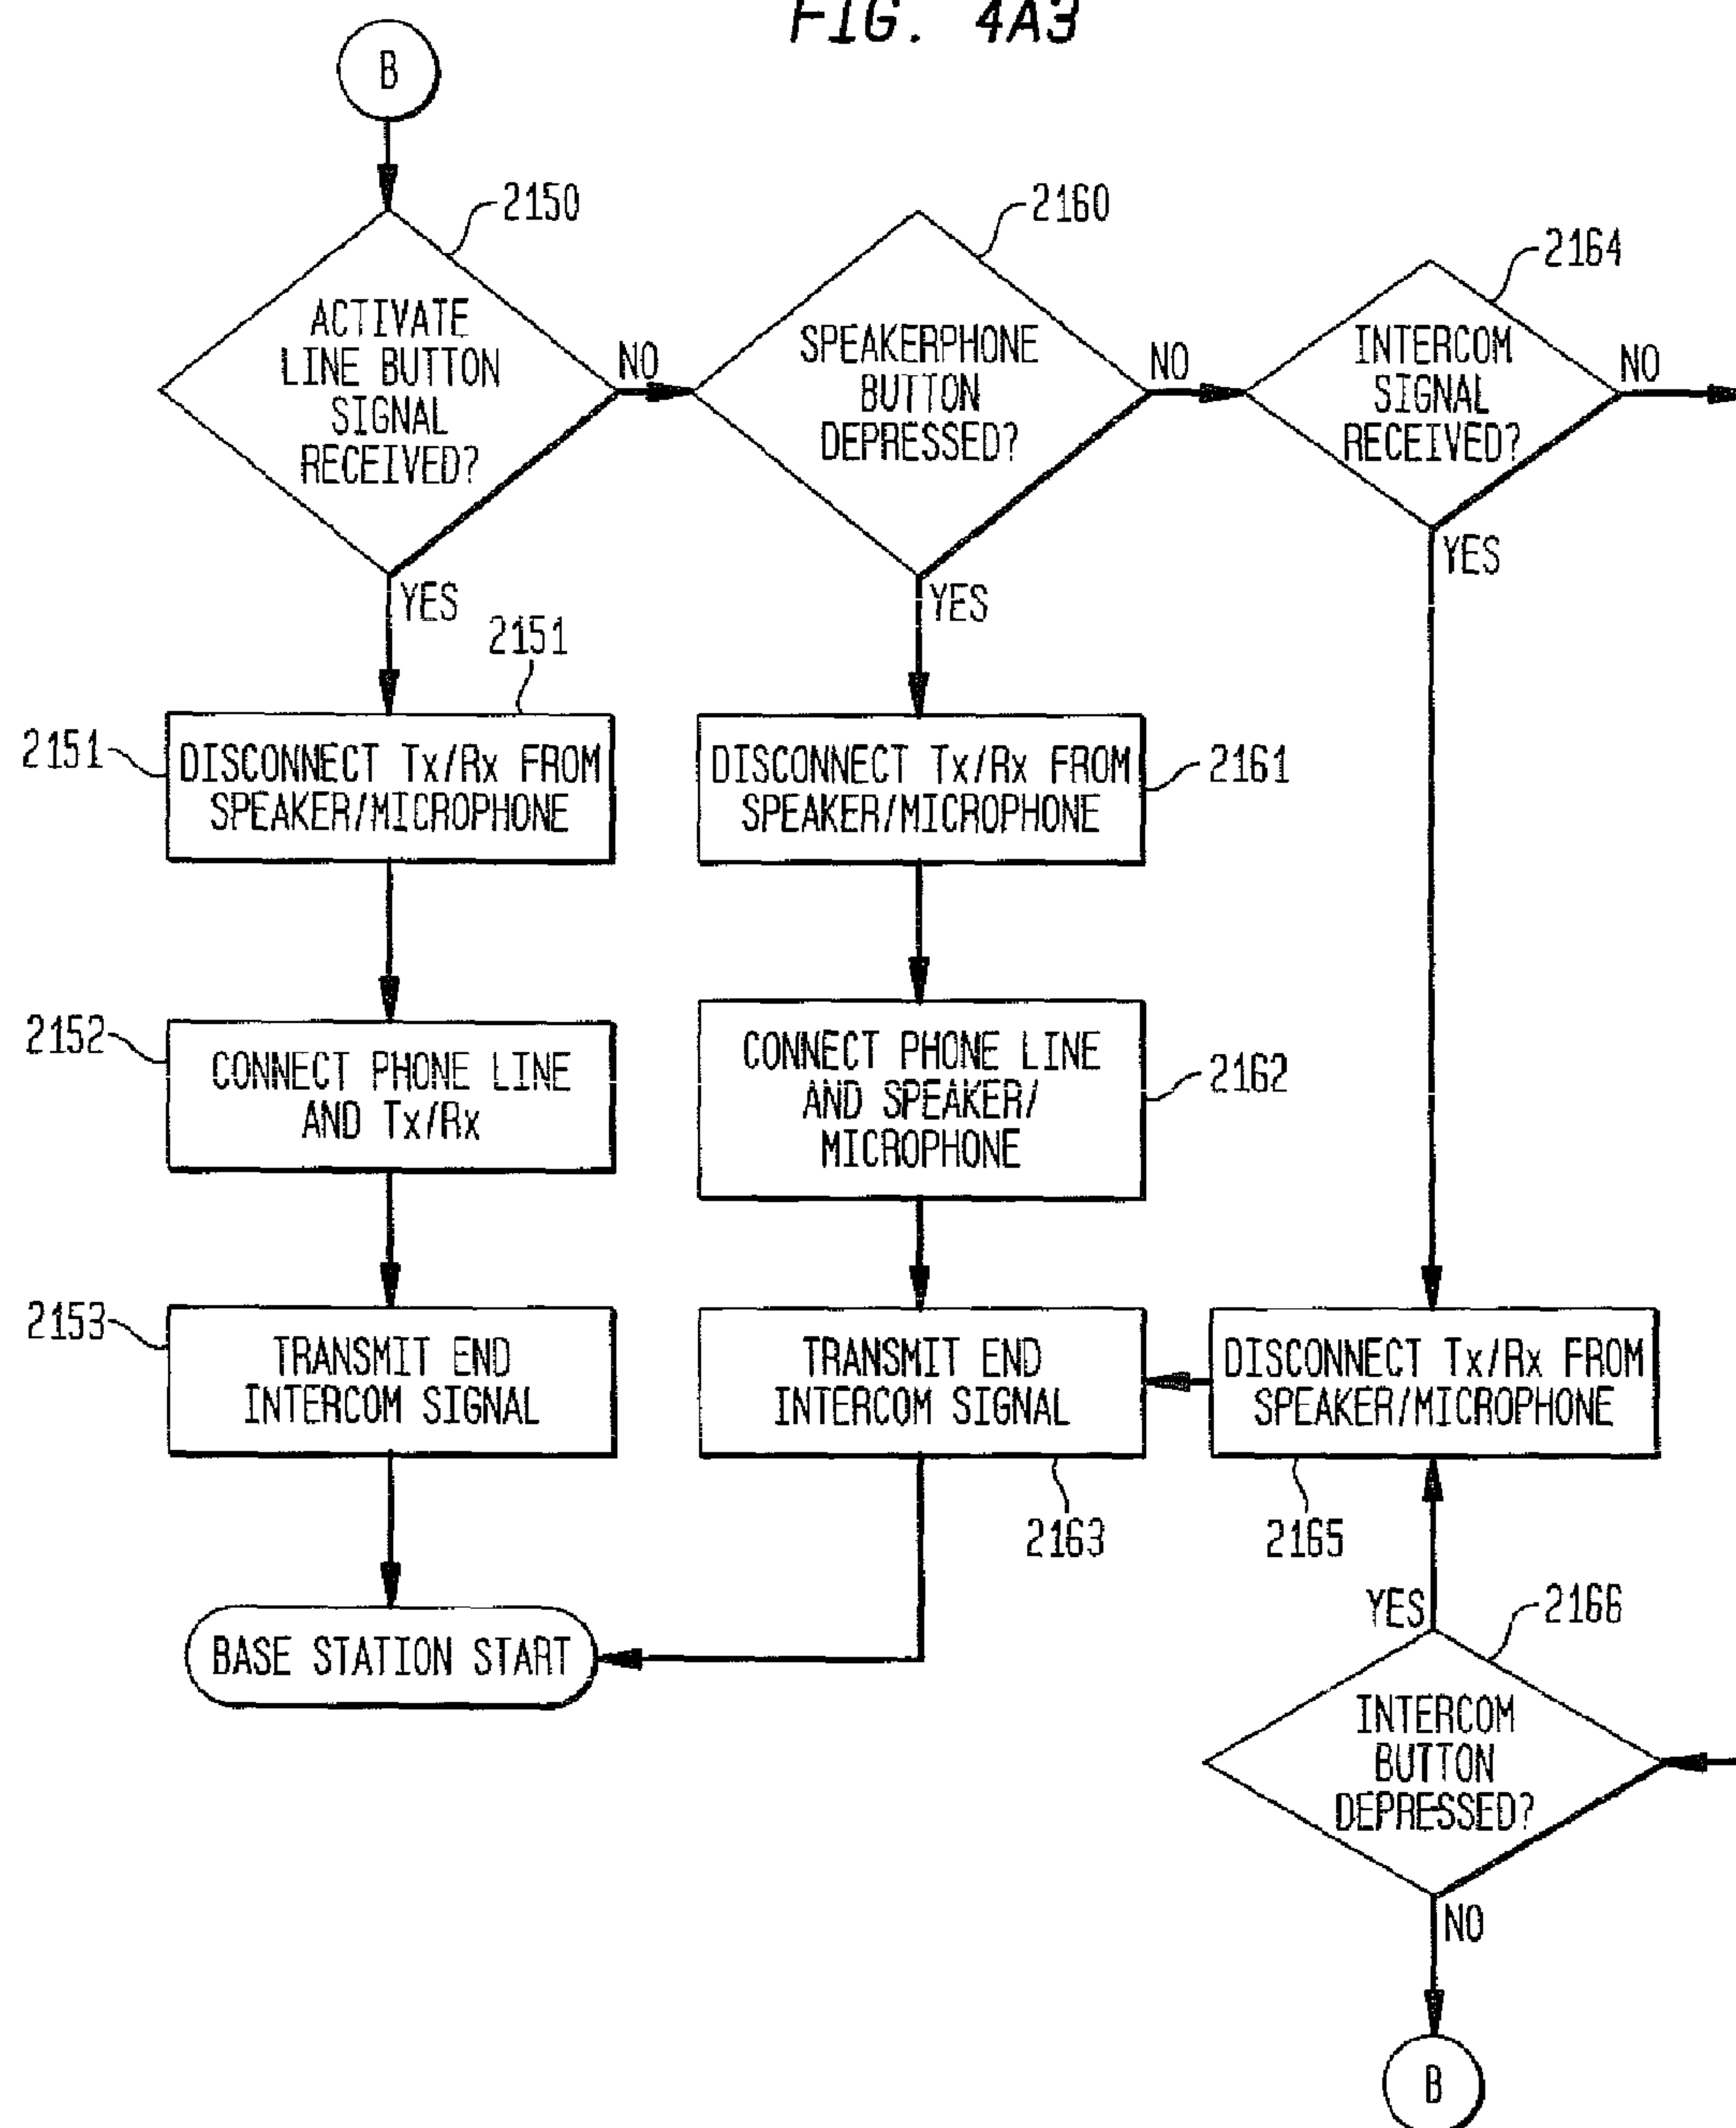 FIG. 4A3
B
2150
2160
2164
ACTIVATE
LINE BUTTON
SIGNAL
RECEIVED?
NO
SPEAKERPHONE
BUTTON
DEPRESSED?
NO
INTERCOM
SIGNAL
RECEIVED?
NO
YES
YES
YES
2151
2151
DISCONNECT Tx/Rx FROM
SPEAKER/MICROPHONE
DISCONNECT Tx/Rx FROM
SPEAKER/MICROPHONE
2161
2152
CONNECT PHONE LINE
AND Tx/Rx
CONNECT PHONE LINE
AND SPEAKER/
MICROPHONE
2162
2153
TRANSMIT END
INTERCOM SIGNAL
TRANSMIT END
INTERCOM SIGNAL
DISCONNECT Tx/Rx FROM
SPEAKER/MICROPHONE
2163
2165
BASE STATION START
YES
2166
INTERCOM
BUTTON
DEPRESSED?
NO
B